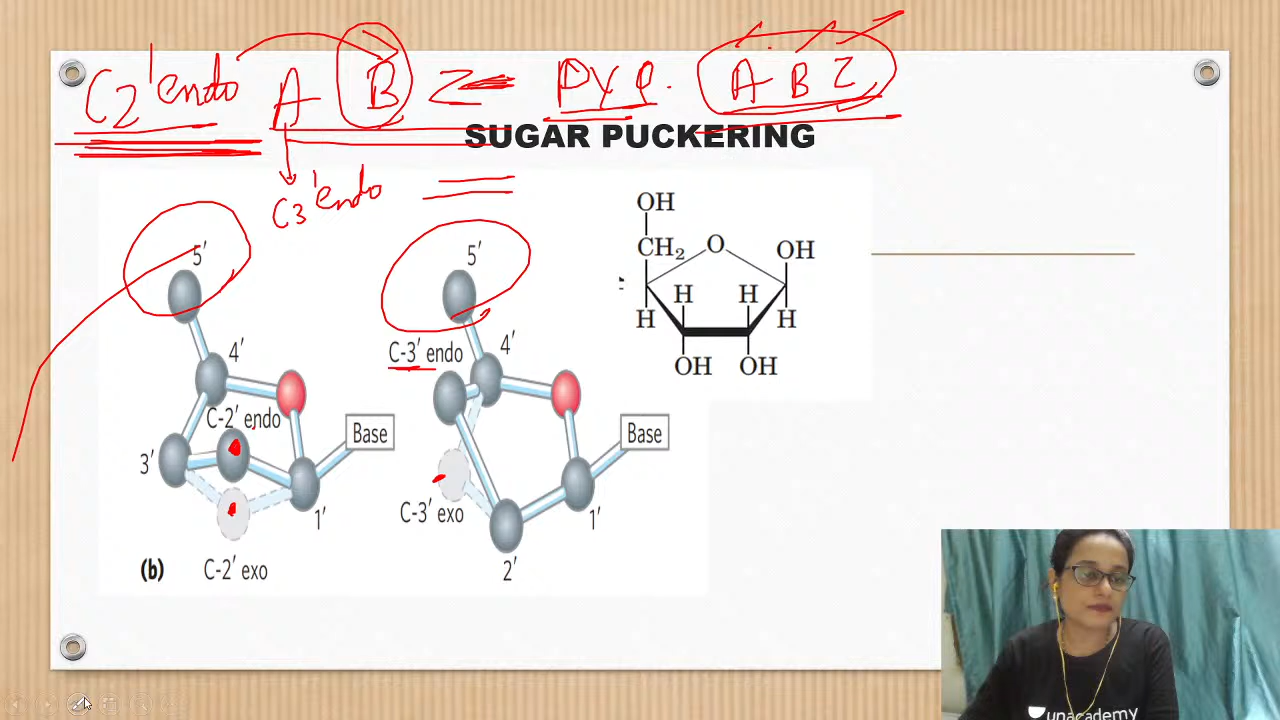 C2'endo A B Z PYQ. A B Z
SUGAR PUCKERING
C3'endo
5'
4'
C-2' endo
3'
Base
1'
(b)
C-2' exo
5'
C-3' endo
4'
Base
C-3' exo
1'
2'
OH
CH2 O OH
H H
H H
OH OH
unacademy